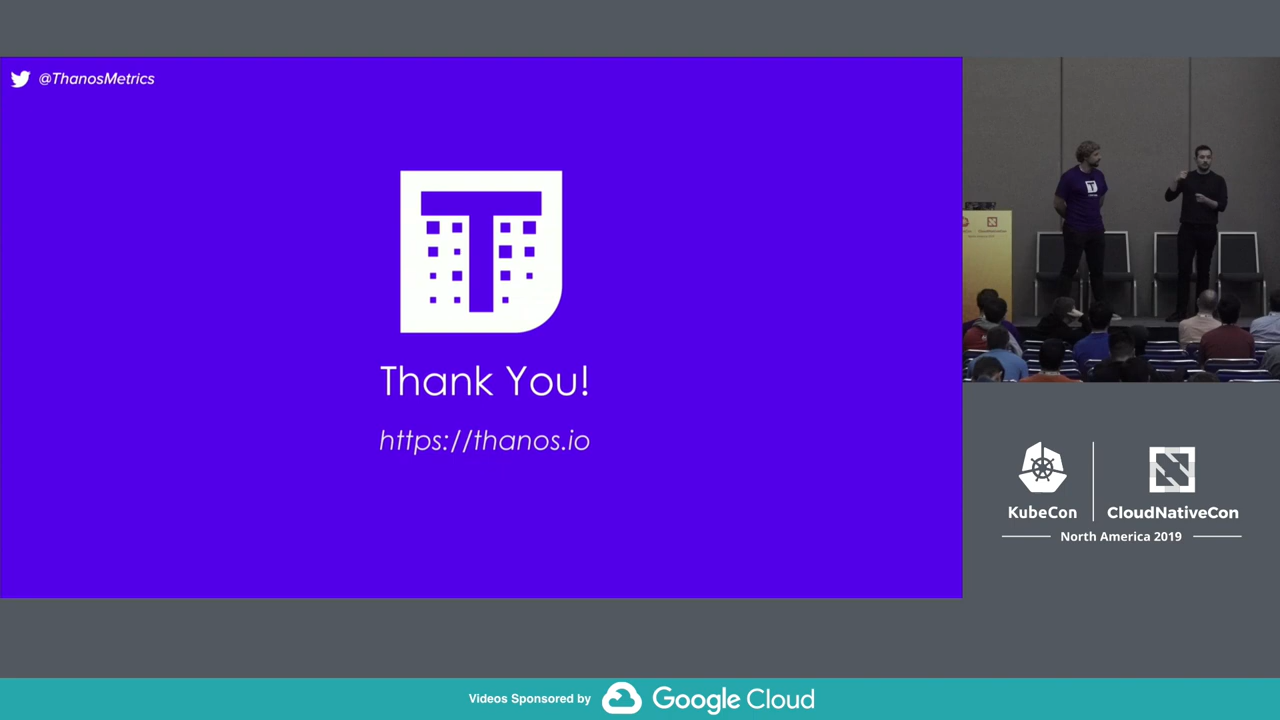 @ThanosMetrics
T
Thank You!
https://thanos.io
T
KubeCon
CloudNativeCon
North America 2019
Videos Sponsored by
Google Cloud